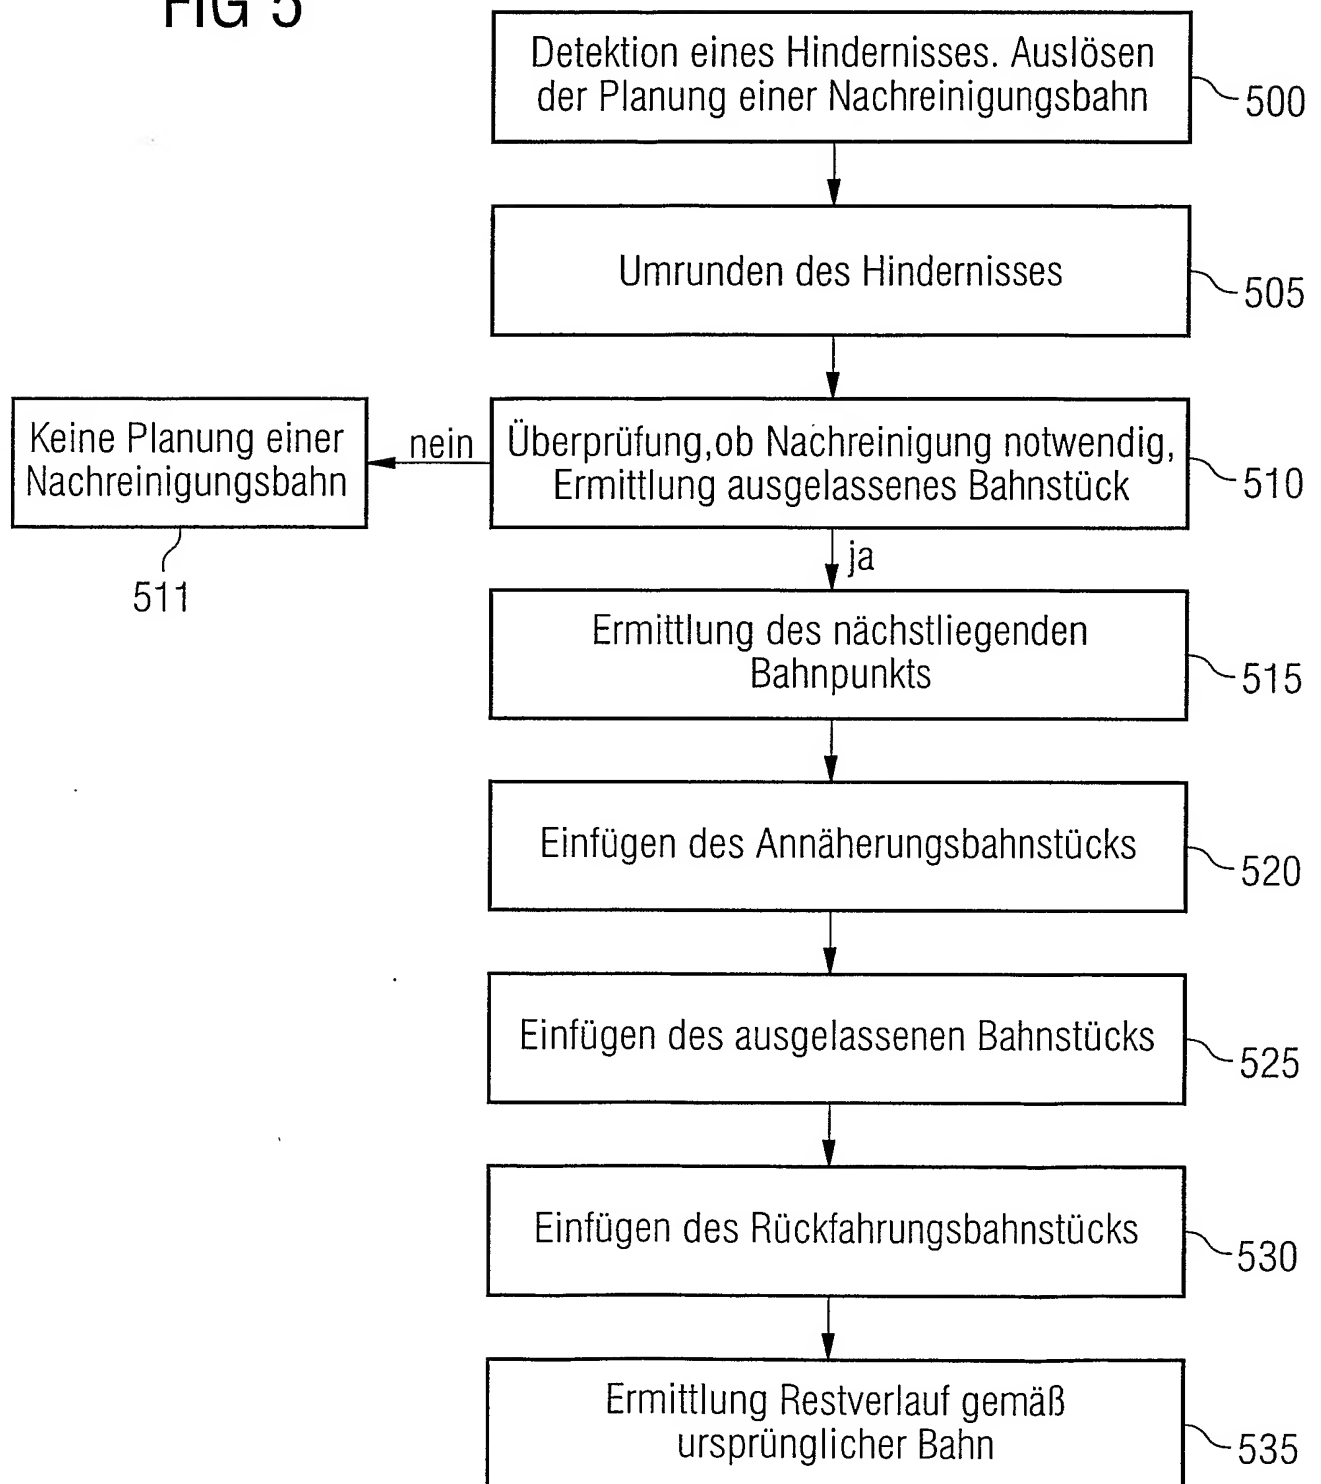 FIG 5
Detektion eines Hindernisses. Auslösen
der Planung einer Nachreinigungsbahn
500
Umrunden des Hindernisses
505
Keine Planung einer
Nachreinigungsbahn
511
nein
Überprüfung,ob Nachreinigung notwendig,
Ermittlung ausgelassenes Bahnstück
510
ja
Ermittlung des nächstliegenden
Bahnpunkts
515
Einfügen des Annäherungsbahnstücks
520
Einfügen des ausgelassenen Bahnstücks
525
Einfügen des Rückfahrungsbahnstücks
530
Ermittlung Restverlauf gemäß
ursprünglicher Bahn
535